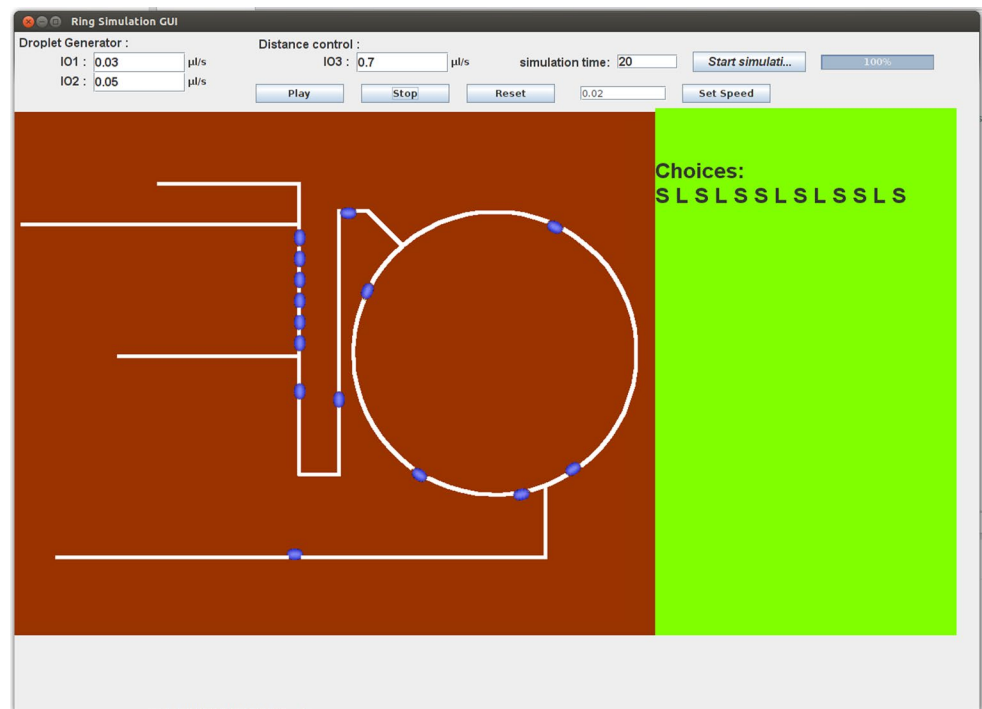 Ring Simulation GUI
Droplet Generator :
Distance control :
IO1 : 0.03 µl/s
IO3 : 0.7 µl/s
simulation time: 20
Start simulati...
100%
IO2 : 0.05 µl/s
Play
Stop
Reset
0.02
Set Speed
Choices:
S L S L S S L S L S S L S